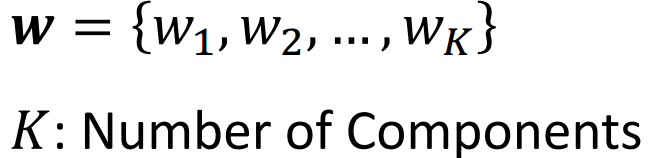 w = {w₁, w₂, … , w_K}
K: Number of Components